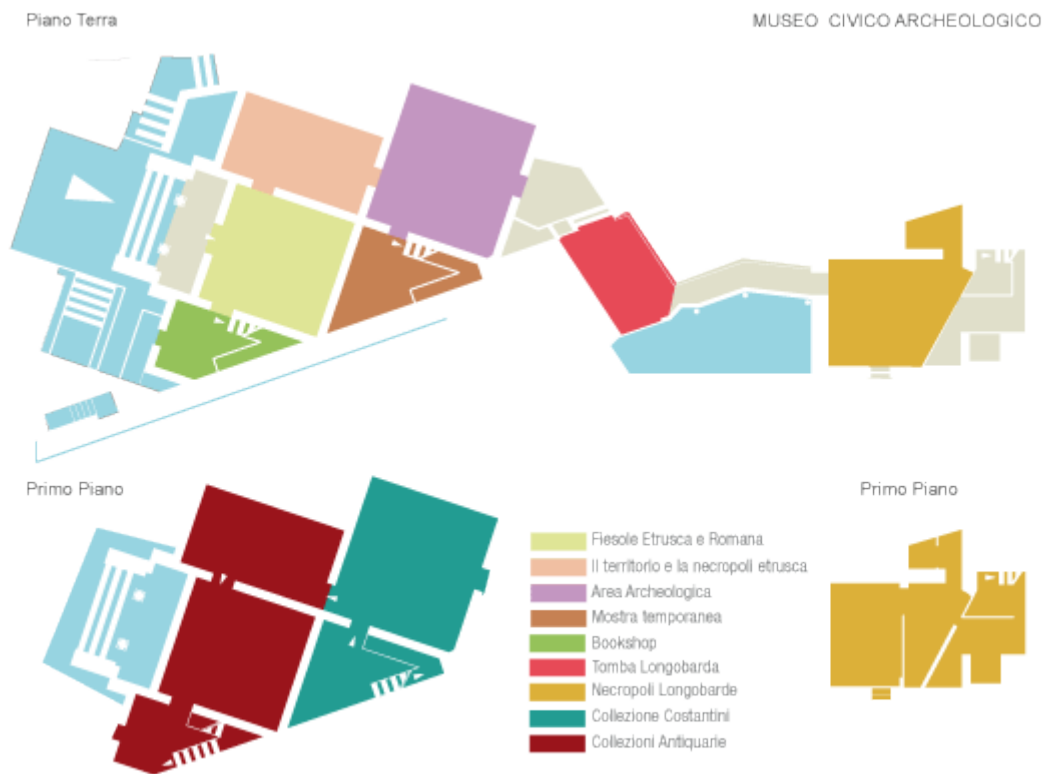 Piano Terra
MUSEO CIVICO ARCHEOLOGICO
Primo Piano
Primo Piano
Fiesole Etrusca e Romana
Il territorio e la necropoli etrusca
Area Archeologica
Mostra temporanea
Bookshop
Tomba Longobarda
Necropoli Longobarde
Collezione Costantini
Collezioni Antiquarie